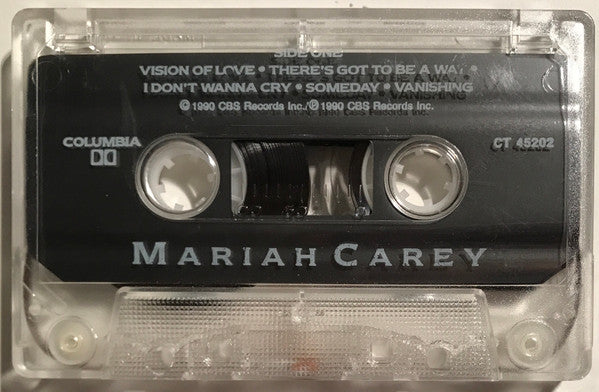 SIDE ONE
VISION OF LOVE • THERE'S GOT TO BE A WAY •
I DON'T WANNA CRY • SOMEDAY • VANISHING
© 1990 CBS Records Inc./℗ 1990 CBS Records Inc.
COLUMBIA
CT 45202
MARIAH CAREY